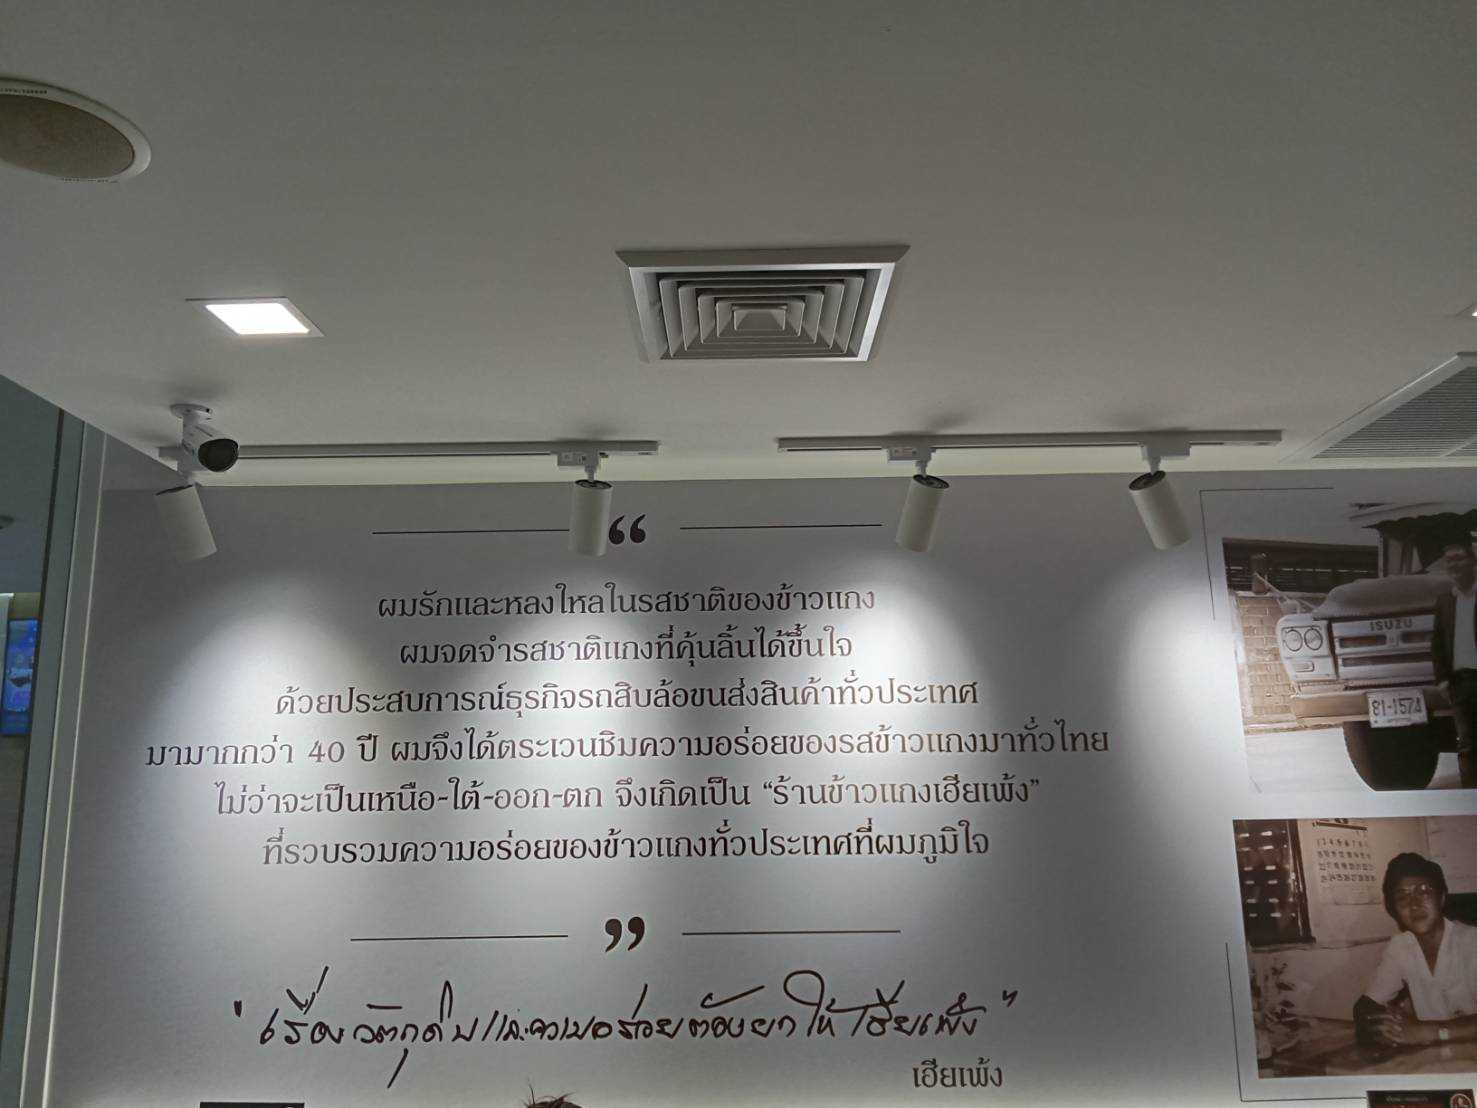 “
ผมรักและหลงใหลในรสชาติของข้าวแกง
ผมจดจำรสชาติแกงที่คุ้นลิ้นได้ขึ้นใจ
ด้วยประสบการณ์ธุรกิจรถสิบล้อขนส่งสินค้าทั่วประเทศ
มามากกว่า 40 ปี ผมจึงได้ตระเวนชิมความอร่อยของรสข้าวแกงมาทั่วไทย
ไม่ว่าจะเป็นเหนือ-ใต้-ออก-ตก จึงเกิดเป็น “ร้านข้าวแกงเฮียเพ้ง”
ที่รวบรวมความอร่อยของข้าวแกงทั่วประเทศที่ผมภูมิใจ
”
"เรื่องวัตถุดิบและความอร่อยต้องยกให้เฮียเพ้ง"
เฮียเพ้ง
ISUZU
81-1574